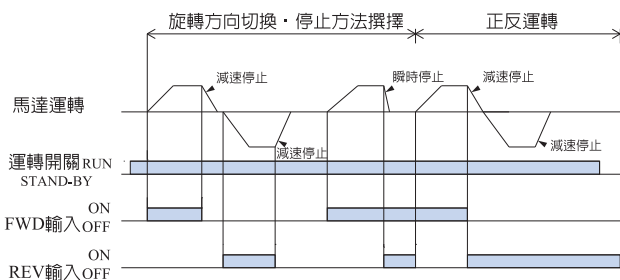 旋轉方向切換・停止方法撰擇
正反運轉
減速停止
瞬時停止
減速停止
馬達運轉
減速停止
減速停止
運轉開關 RUN
STAND-BY
ON
FWD輸入 OFF
ON
REV輸入 OFF